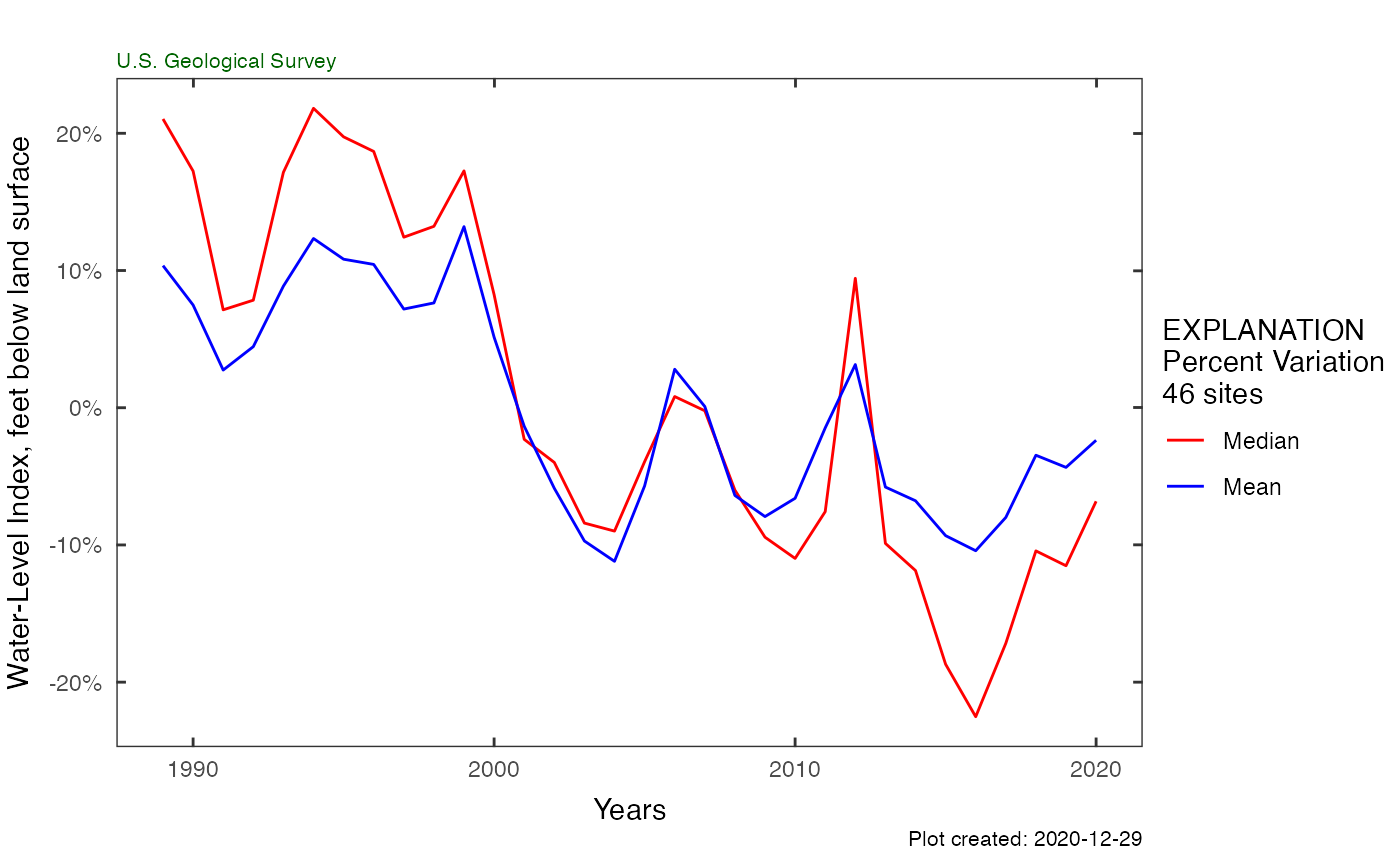 U.S. Geological Survey
Water-Level Index, feet below land surface
20%
10%
0%
-10%
-20%
1990
2000
2010
2020
Years
EXPLANATION
Percent Variation
46 sites
Median
Mean
Plot created: 2020-12-29